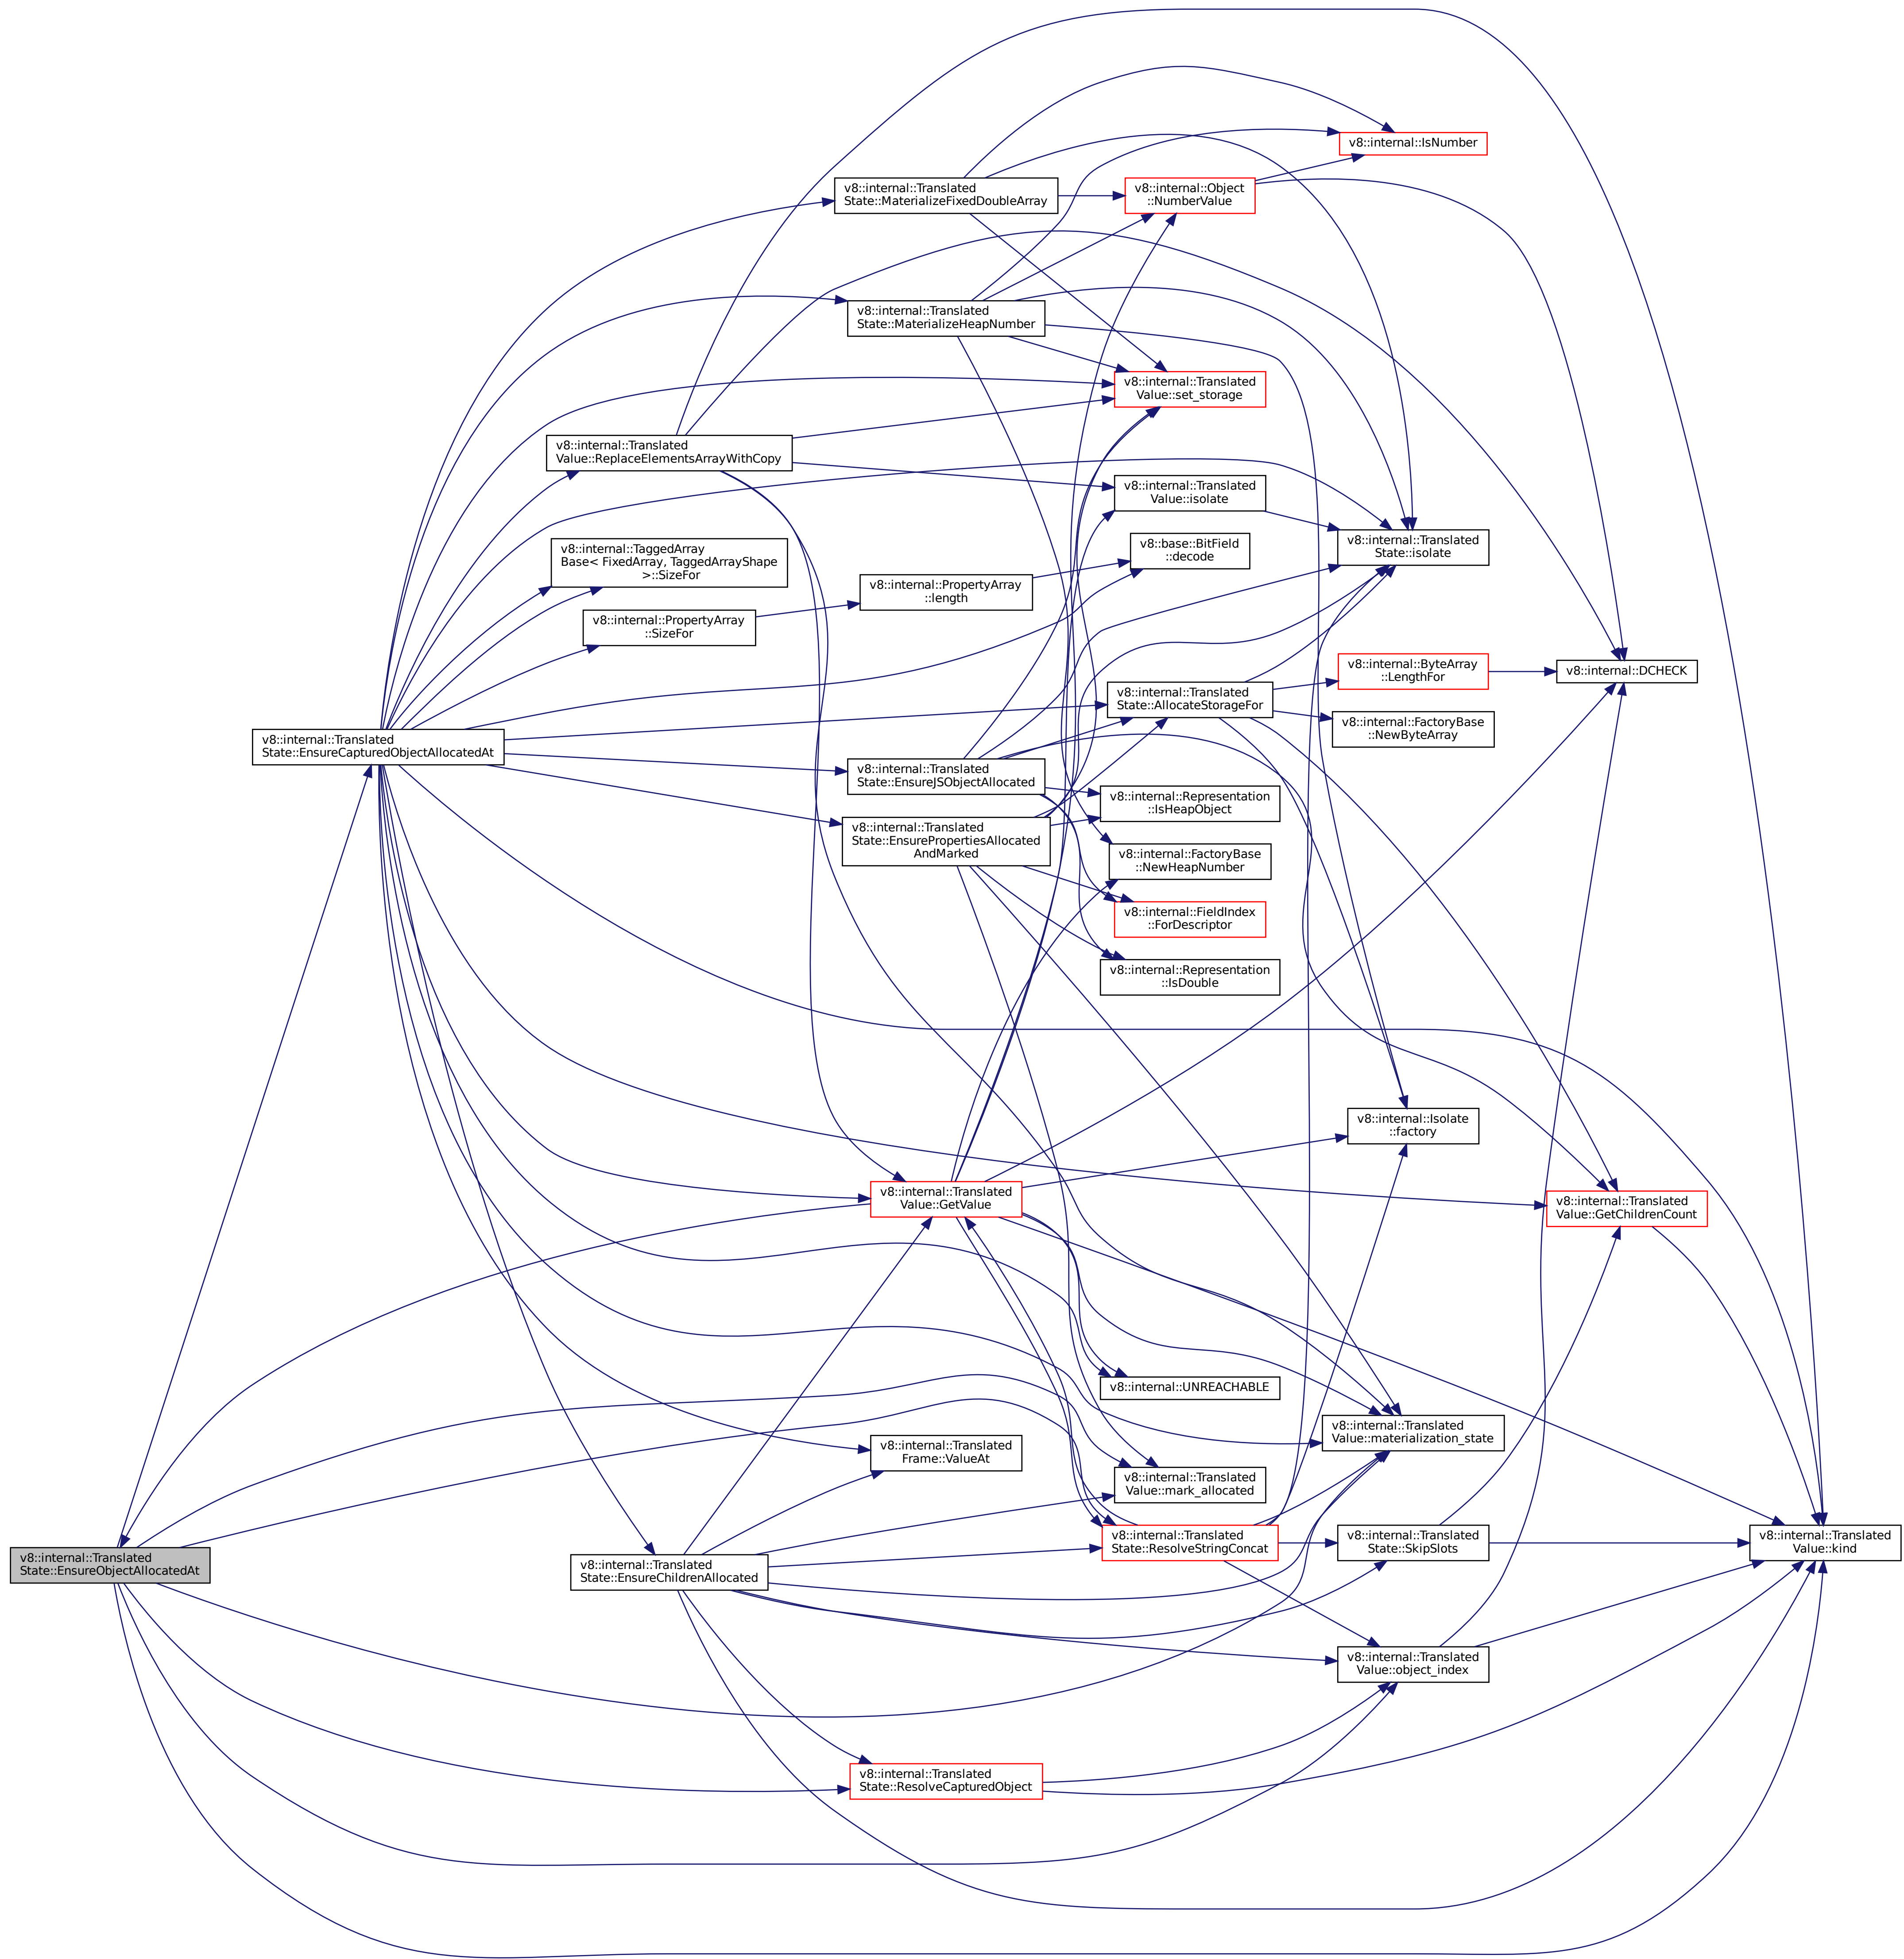 v8::internal::IsNumber
v8::internal::Translated
State::MaterializeFixedDoubleArray
v8::internal::Object
::NumberValue
v8::internal::Translated
State::MaterializeHeapNumber
v8::internal::Translated
Value::set_storage
v8::internal::Translated
Value::ReplaceElementsArrayWithCopy
v8::internal::Translated
Value::isolate
v8::internal::Translated
State::isolate
v8::base::BitField
::decode
v8::internal::TaggedArray
Base< FixedArray, TaggedArrayShape
>::SizeFor
v8::internal::PropertyArray
::length
v8::internal::PropertyArray
::SizeFor
v8::internal::ByteArray
::LengthFor
v8::internal::DCHECK
v8::internal::Translated
State::AllocateStorageFor
v8::internal::FactoryBase
::NewByteArray
v8::internal::Translated
State::EnsureCapturedObjectAllocatedAt
v8::internal::Translated
State::EnsureJSObjectAllocated
v8::internal::Representation
::IsHeapObject
v8::internal::Translated
State::EnsurePropertiesAllocated
AndMarked
v8::internal::FactoryBase
::NewHeapNumber
v8::internal::FieldIndex
::ForDescriptor
v8::internal::Representation
::IsDouble
v8::internal::Isolate
::factory
v8::internal::Translated
Value::GetValue
v8::internal::Translated
Value::GetChildrenCount
v8::internal::UNREACHABLE
v8::internal::Translated
Value::materialization_state
v8::internal::Translated
Frame::ValueAt
v8::internal::Translated
Value::mark_allocated
v8::internal::Translated
State::ResolveStringConcat
v8::internal::Translated
State::SkipSlots
v8::internal::Translated
Value::kind
v8::internal::Translated
State::EnsureObjectAllocatedAt
v8::internal::Translated
State::EnsureChildrenAllocated
v8::internal::Translated
Value::object_index
v8::internal::Translated
State::ResolveCapturedObject